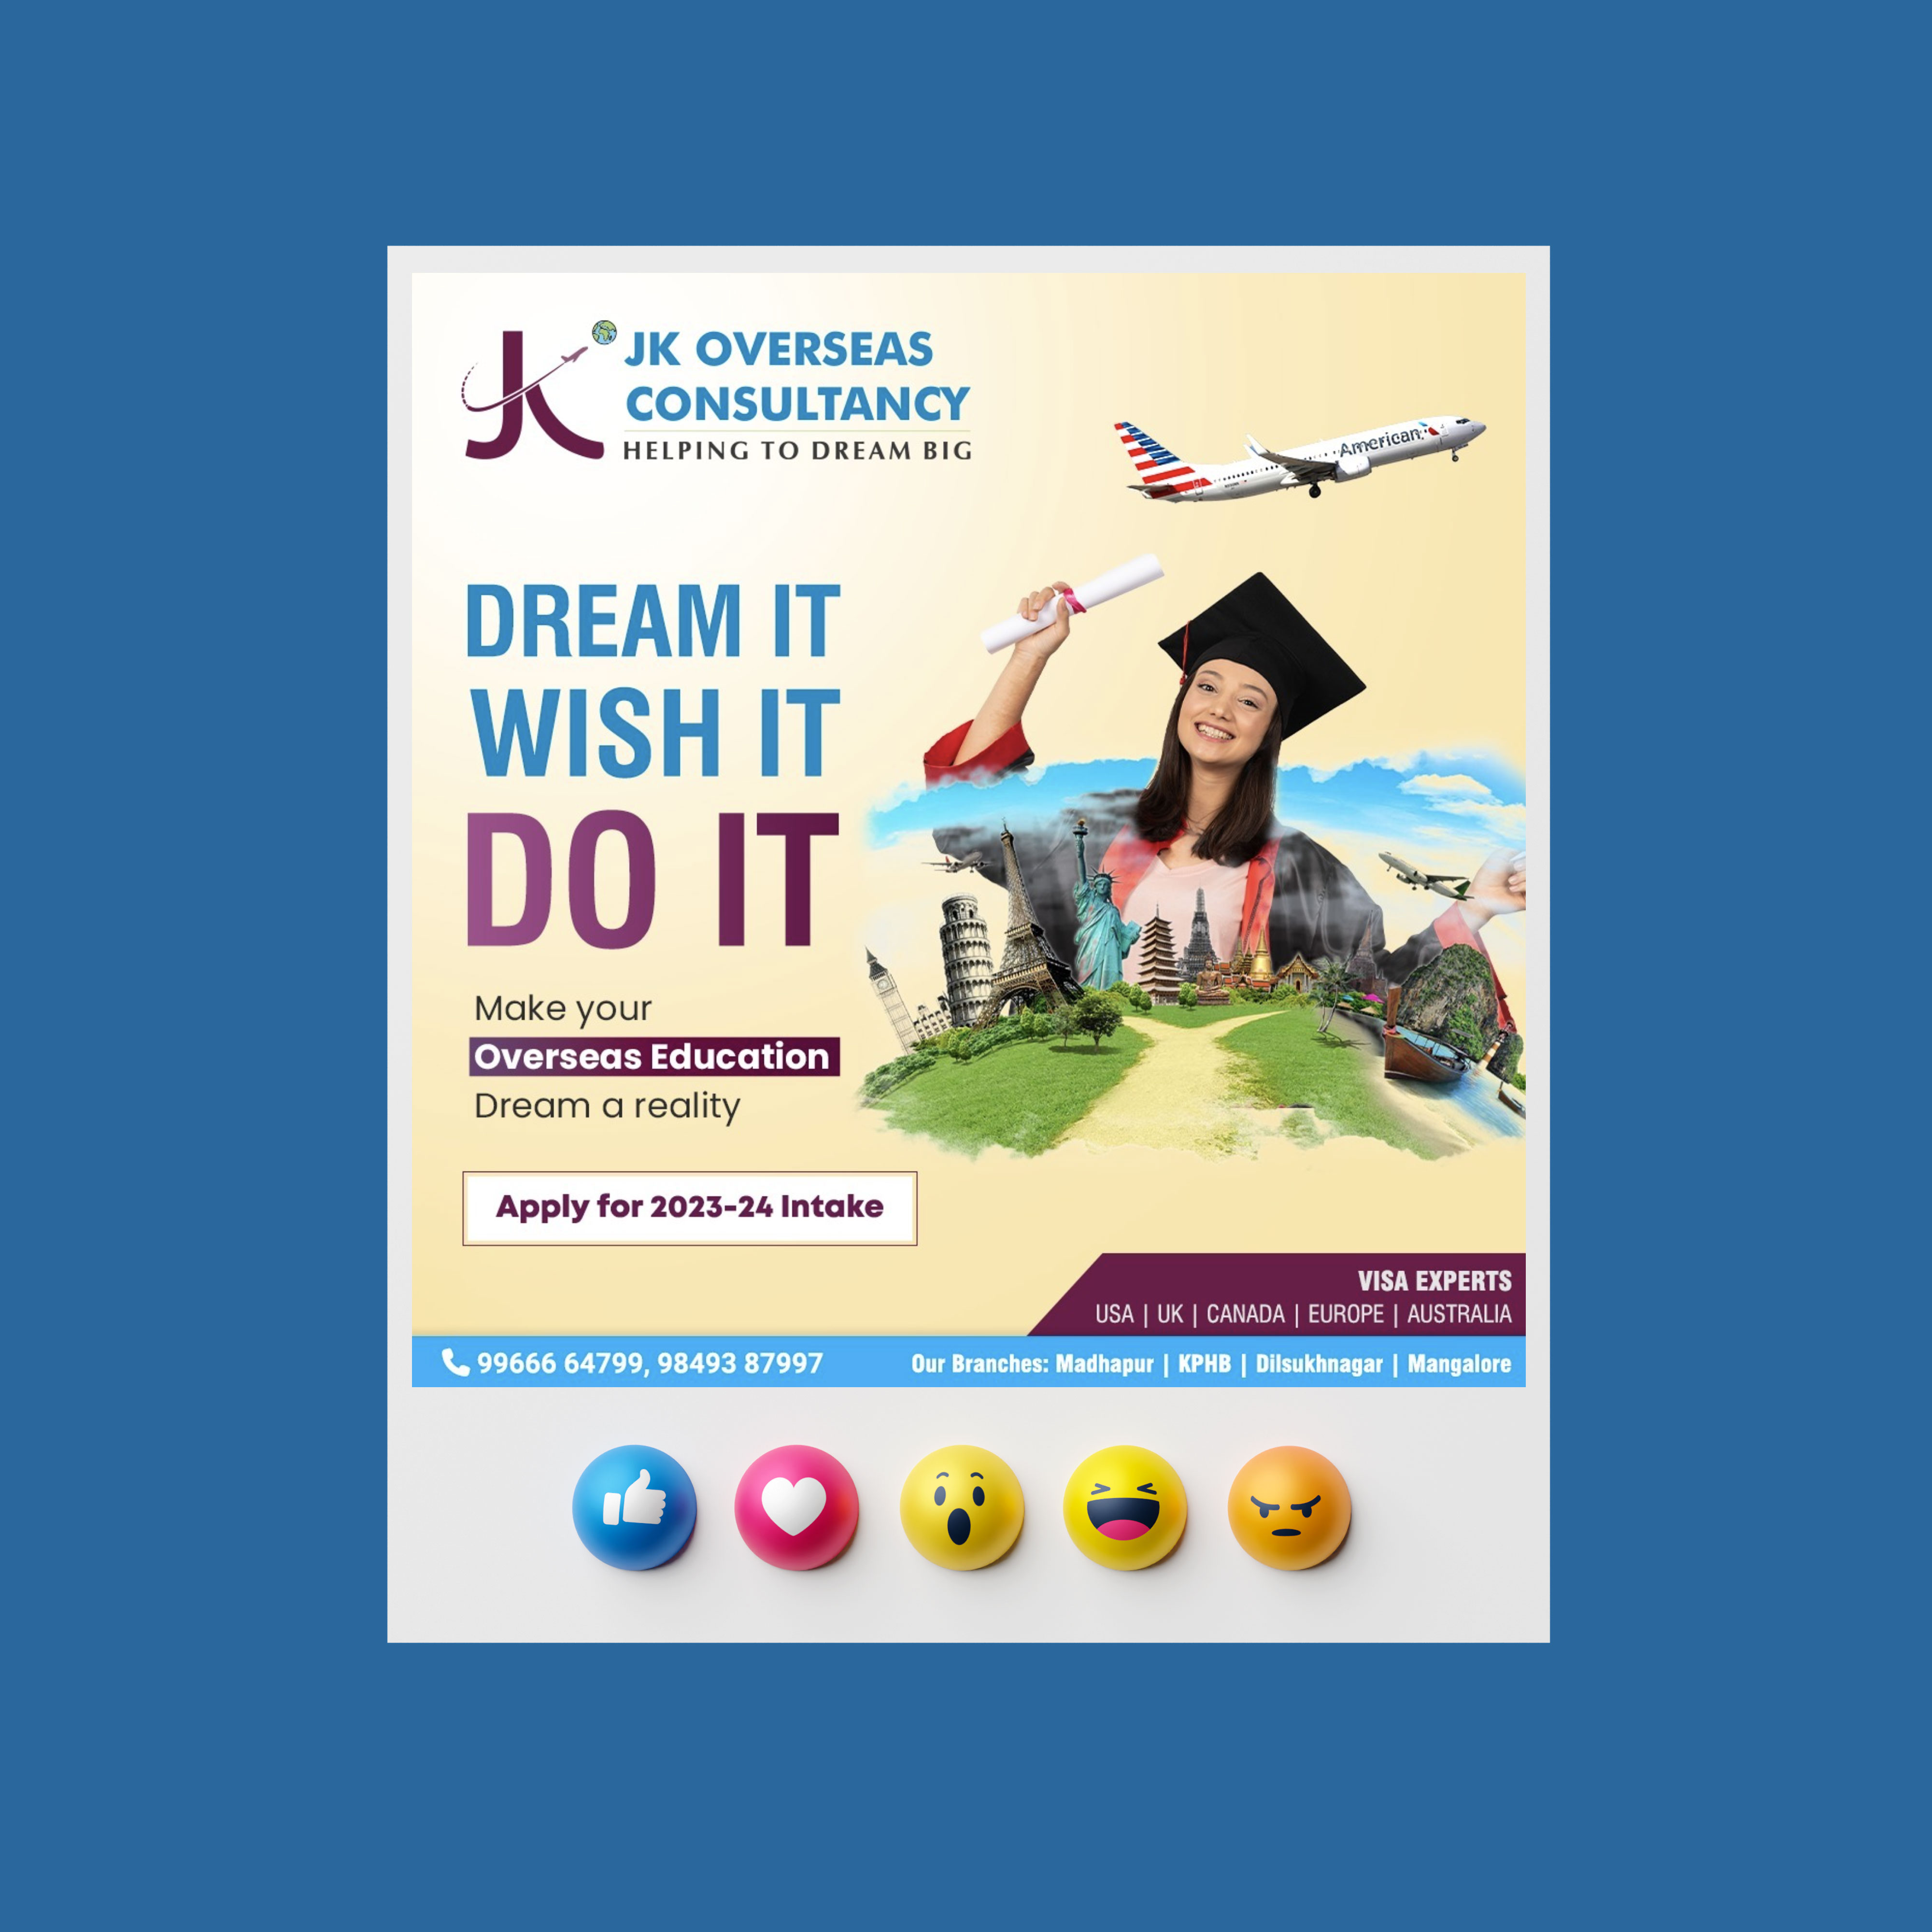 JK
JK OVERSEAS
CONSULTANCY
HELPING TO DREAM BIG
American
DREAM IT
WISH IT
DO IT
Make your
Overseas Education
Dream a reality
Apply for 2023-24 Intake
VISA EXPERTS
USA | UK | CANADA | EUROPE | AUSTRALIA
99666 64799, 98493 87997
Our Branches: Madhapur | KPHB | Dilsukhnagar | Mangalore